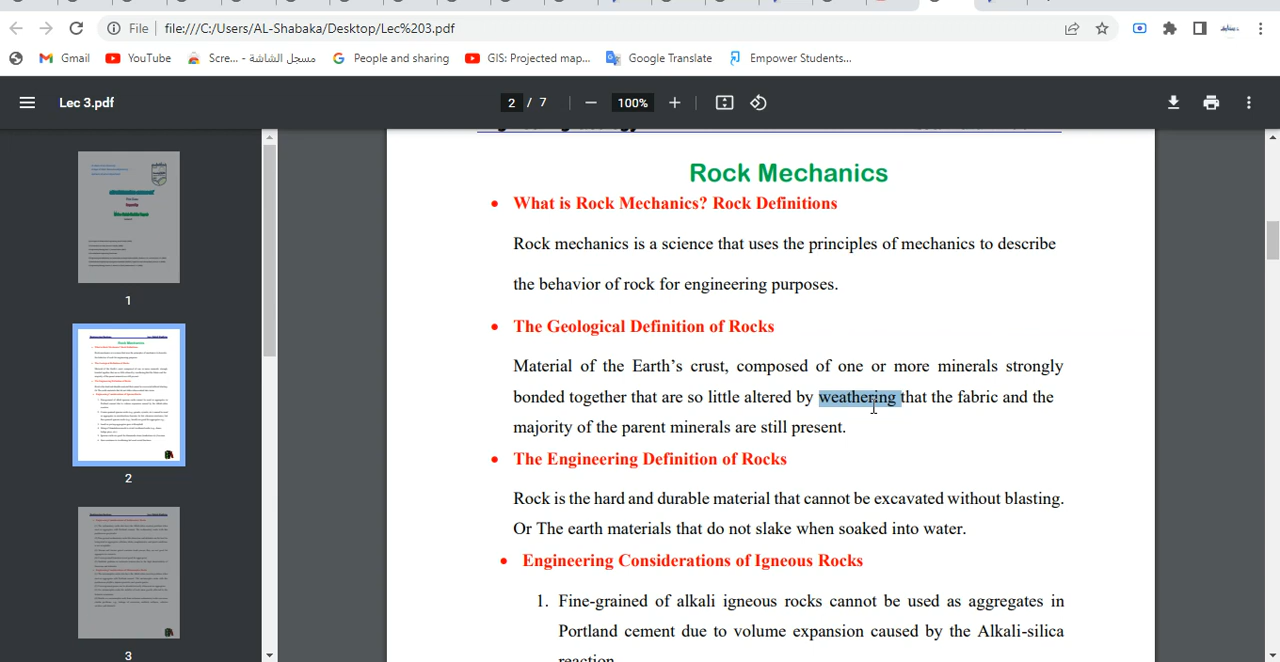 File file:///C:/Users/AL-Shabaka/Desktop/Lec%203.pdf
Gmail YouTube Scre... - مسجل الشاشة People and sharing GIS: Projected map... Google Translate Empower Students...
Lec 3.pdf 2 / 7 100%
1
2
3
Rock Mechanics
• What is Rock Mechanics? Rock Definitions
Rock mechanics is a science that uses the principles of mechanics to describe
the behavior of rock for engineering purposes.
• The Geological Definition of Rocks
Material of the Earth’s crust, composed of one or more minerals strongly
bonded together that are so little altered by weathering that the fabric and the
majority of the parent minerals are still present.
• The Engineering Definition of Rocks
Rock is the hard and durable material that cannot be excavated without blasting.
Or The earth materials that do not slake when soaked into water.
• Engineering Considerations of Igneous Rocks
1. Fine-grained of alkali igneous rocks cannot be used as aggregates in
Portland cement due to volume expansion caused by the Alkali-silica
reaction